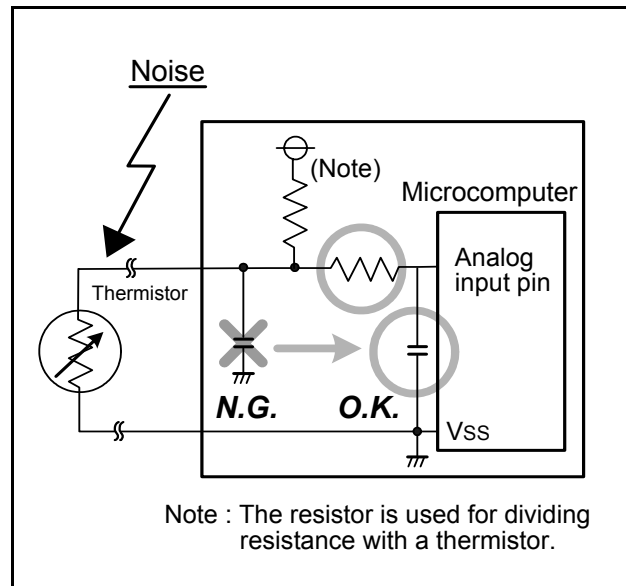 Noise
(Note)
Microcomputer
Analog
input pin
Thermistor
N.G.
O.K.
VSS
Note : The resistor is used for dividing
resistance with a thermistor.